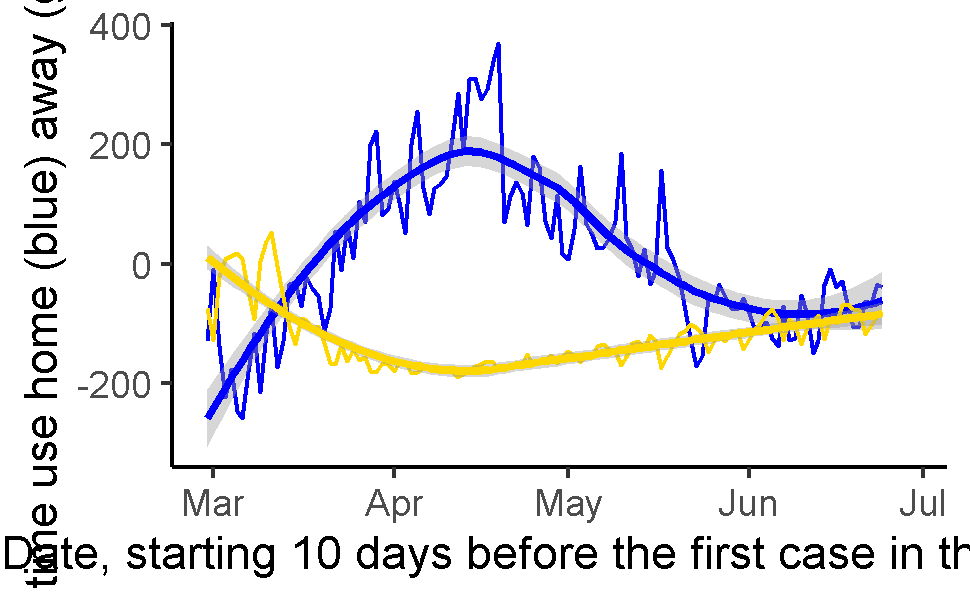 400
200
0
-200
time use home (blue) away (
Mar Apr May Jun Jul
Date, starting 10 days before the first case in th